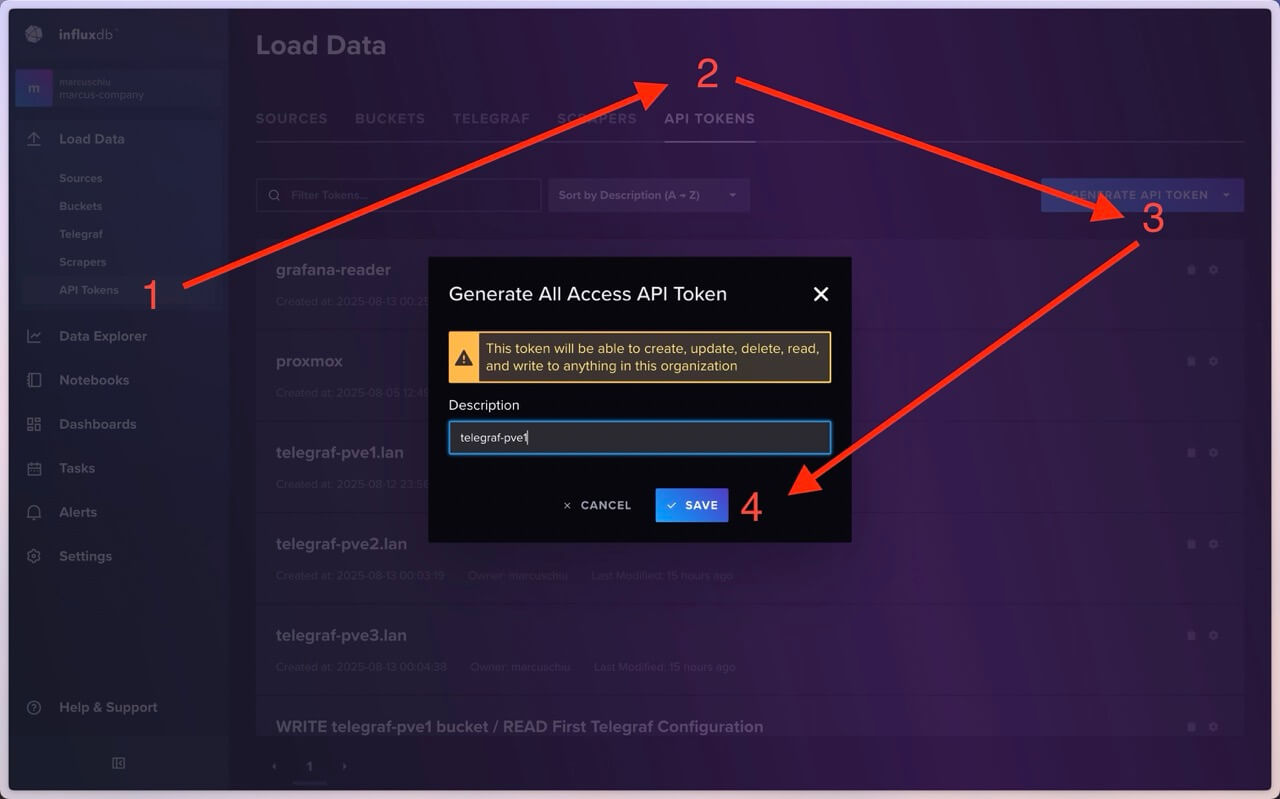 influxdb™
Load Data
m
marcuschiu
marcus-company
Load Data
Sources
Buckets
Telegraf
Scrapers
API Tokens
Data Explorer
Notebooks
Dashboards
Tasks
Alerts
Settings
Help & Support
1
2
3
4
SOURCES BUCKETS TELEGRAF SCRAPERS API TOKENS
Filter Tokens...
Sort by Description (A → Z)
GENERATE API TOKEN
grafana-reader
Created at: 2025-08-13 00:25
proxmox
Created at: 2025-08-05 12:49
telegraf-pve1.lan
Created at: 2025-08-12 23:56
telegraf-pve2.lan
Created at: 2025-08-13 00:03:19 Owner: marcuschiu Last Modified: 15 hours ago
telegraf-pve3.lan
Created at: 2025-08-13 00:04:38 Owner: marcuschiu Last Modified: 15 hours ago
WRITE telegraf-pve1 bucket / READ First Telegraf Configuration
1
Generate All Access API Token
This token will be able to create, update, delete, read,
and write to anything in this organization
Description
telegraf-pve1
CANCEL
SAVE